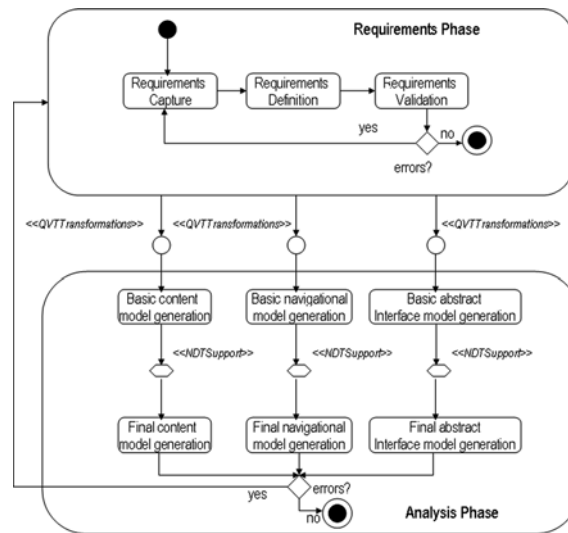 Requirements Phase
Requirements
Capture
Requirements
Definition
Requirements
Validation
yes
no
errors?
<<QVTTransformations>>
<<QVTTransformations>>
<<QVTTransformations>>
Basic content
model generation
Basic navigational
model generation
Basic abstract
Interface model generation
<<NDTSupport>>
<<NDTSupport>>
<<NDTSupport>>
Final content
model generation
Final navigational
model generation
Final abstract
Interface model generation
yes
errors?
no
Analysis Phase